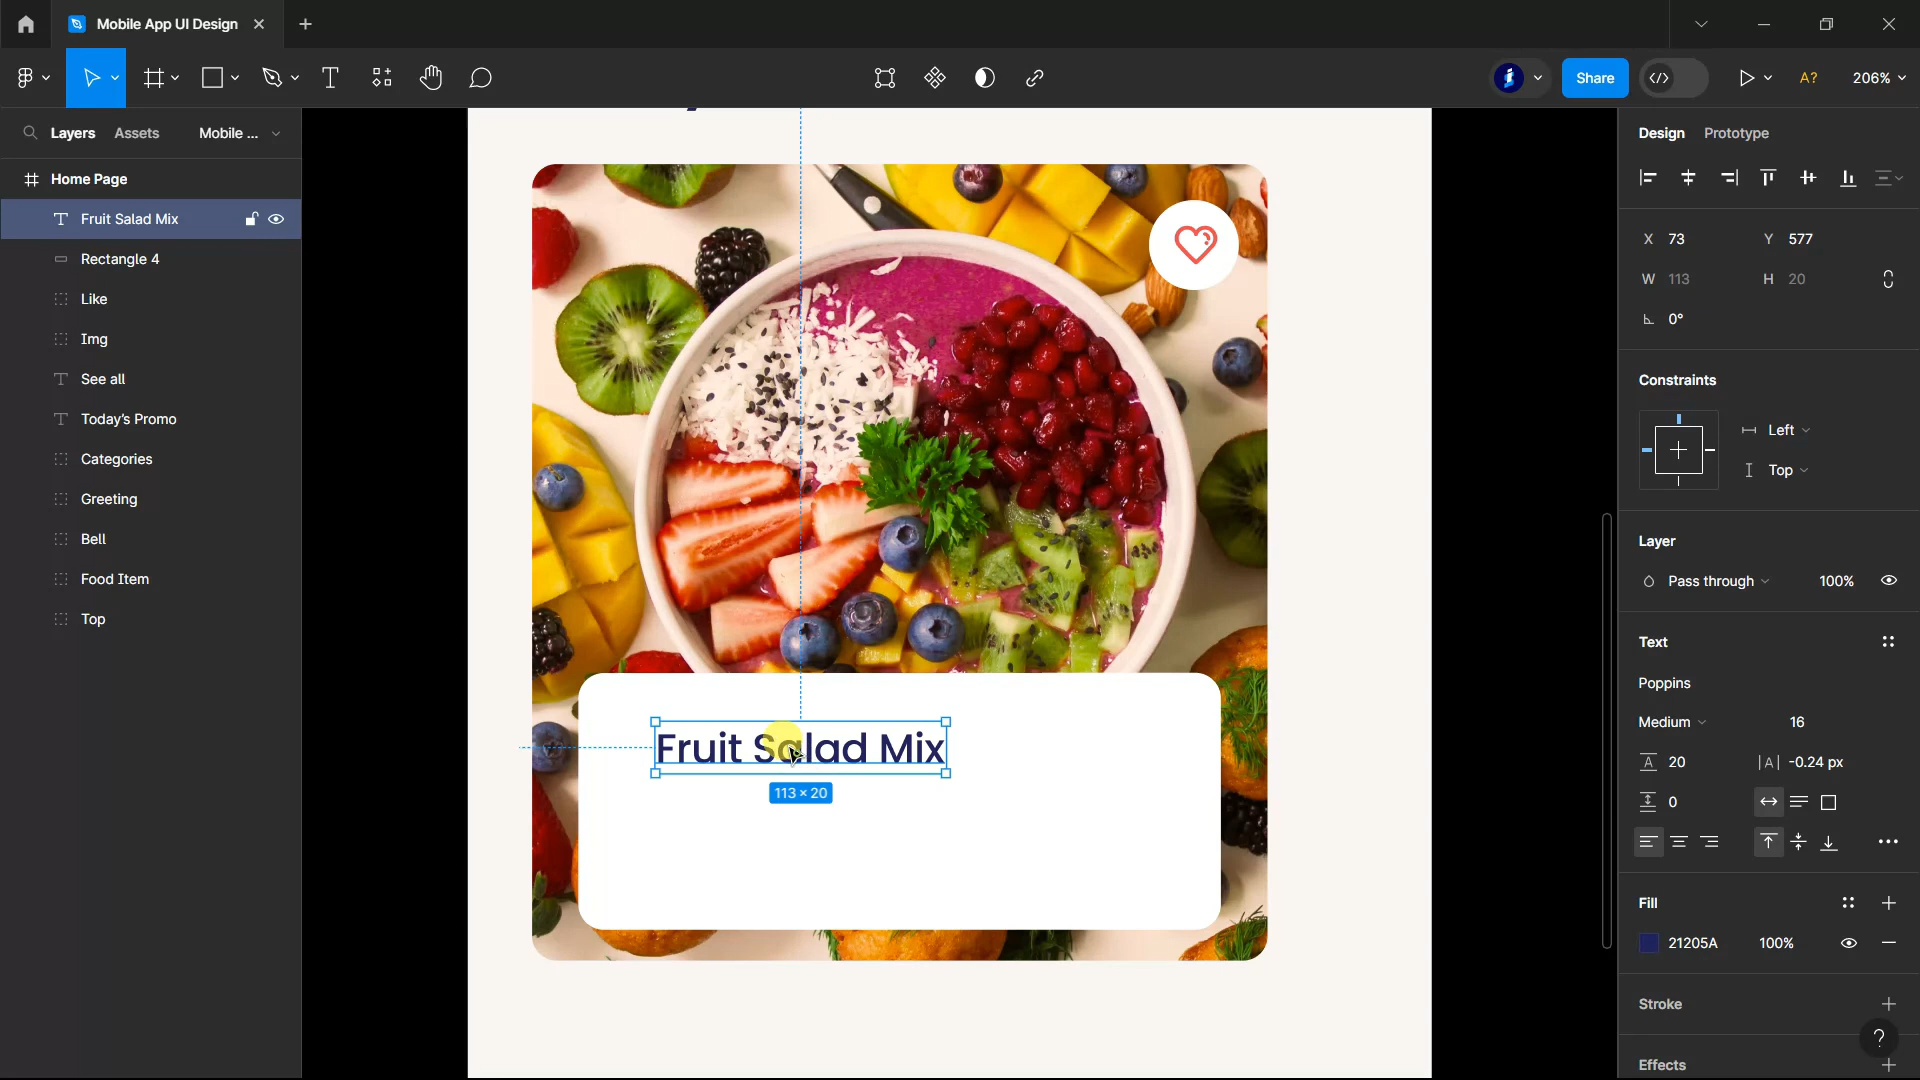 Mobile App UI Design
Share
A?
206%
Layers
Assets
Mobile ...
Home Page
Fruit Salad Mix
Rectangle 4
Like
Img
See all
Today's Promo
Categories
Greeting
Bell
Food Item
Top
Fruit Salad Mix
113 × 20
Design
Prototype
X 73
Y 577
W 113
H 20
0°
Constraints
Left
Top
Layer
Pass through
100%
Text
Poppins
Medium
16
A 20
|A| -0.24 px
0
Fill
21205A
100%
Stroke
?
Effects